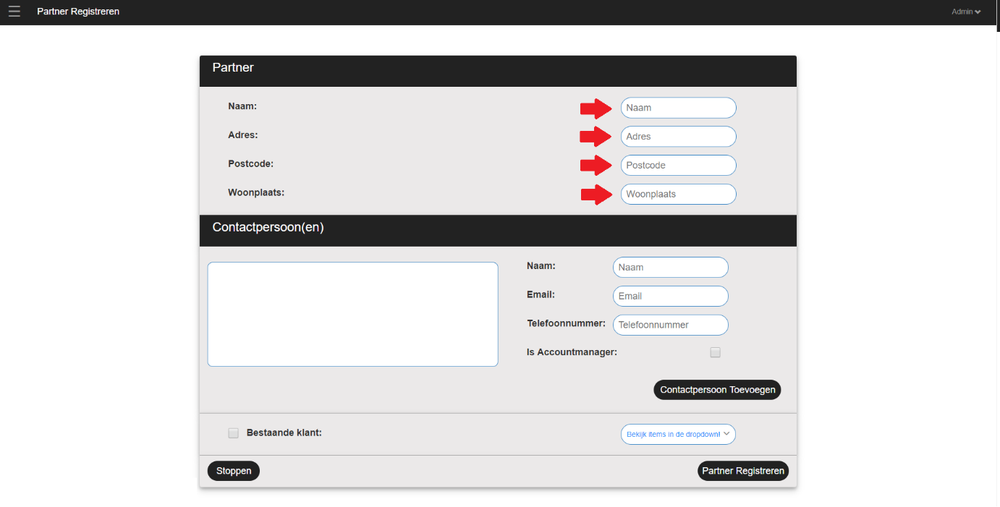 Partner Registreren
Admin
Partner
Naam: Naam
Adres: Adres
Postcode: Postcode
Woonplaats: Woonplaats
Contactpersoon(en)
Naam: Naam
Email: Email
Telefoonnummer: Telefoonnummer
Is Accountmanager:
Contactpersoon Toevoegen
Bestaande klant: Bekijk items in de dropdown!
Stoppen
Partner Registreren